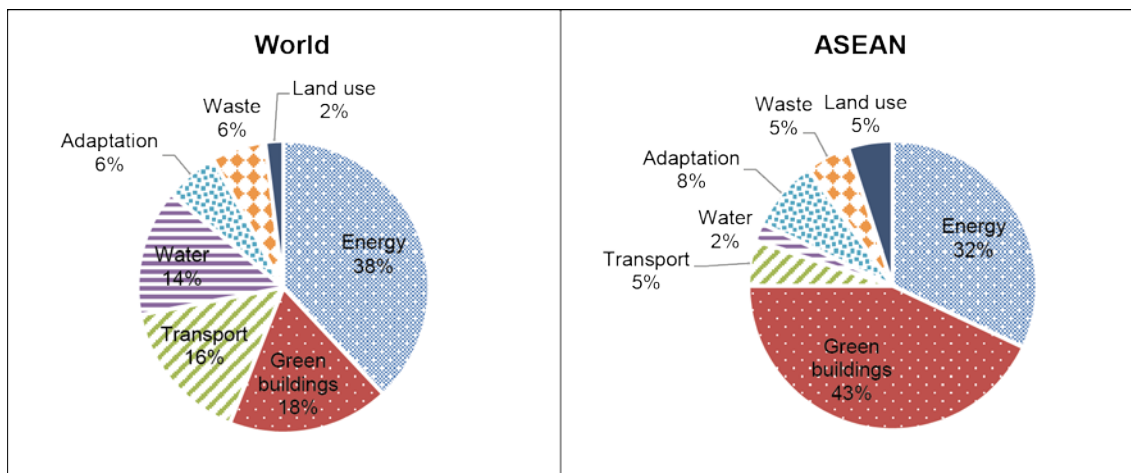 World
Land use
2%
Waste
6%
Adaptation
6%
Energy
38%
Water
14%
Transport
16%
Green
buildings
18%
ASEAN
Land use
5%
Waste
5%
Adaptation
8%
Energy
32%
Water
2%
Transport
5%
Green
buildings
43%